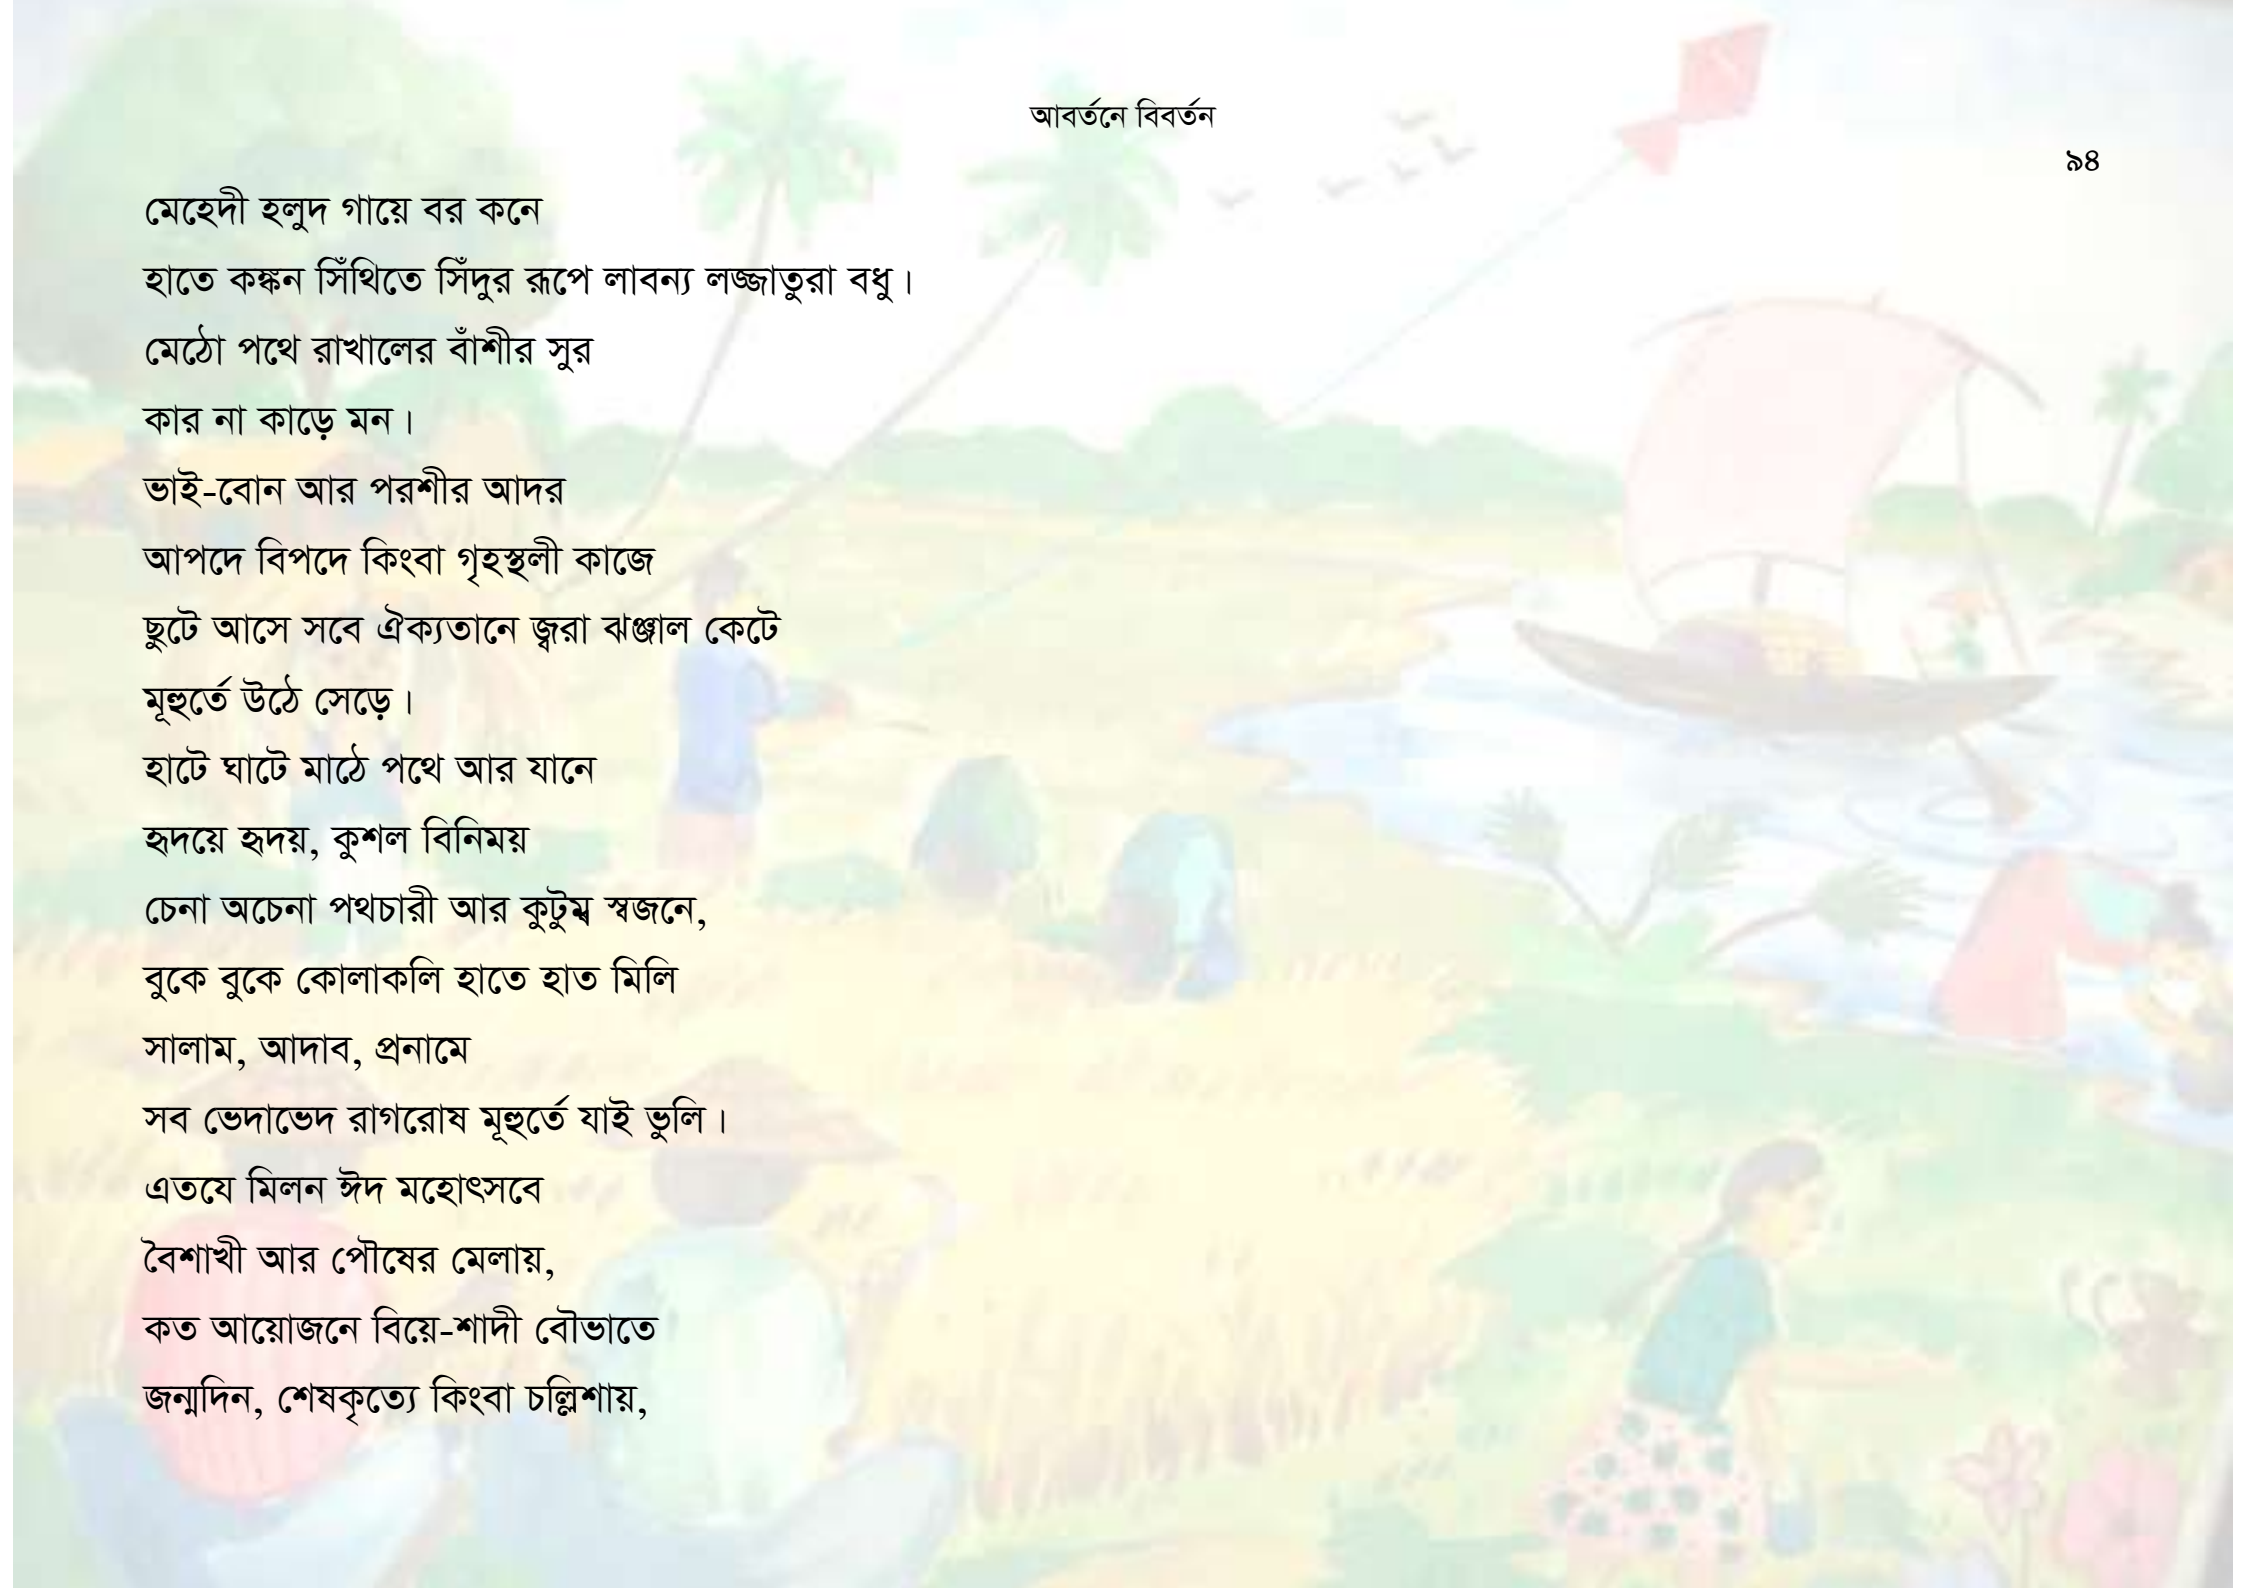 আবর্তনে বিবর্তন
৯৪
মেহেদী হলুদ গায়ে বর কনে
হাতে কঙ্কন সিঁথিতে সিঁদুর রূপে লাবন্য লজ্জাতুরা বধু।
মেঠো পথে রাখালের বাঁশীর সুর
কার না কাড়ে মন।
ভাই-বোন আর পরশীর আদর
আপদে বিপদে কিংবা গৃহস্থলী কাজে
ছুটে আসে সবে ঐক্যতানে জ্বরা ঝঞ্জাল কেটে
মূহুর্তে উঠে সেড়ে।
হাটে ঘাটে মাঠে পথে আর যানে
হৃদয়ে হৃদয়, কুশল বিনিময়
চেনা অচেনা পথচারী আর কুটুম্ব স্বজনে,
বুকে বুকে কোলাকলি হাতে হাত মিলি
সালাম, আদাব, প্রনামে
সব ভেদাভেদ রাগরোষ মূহুর্তে যাই ভুলি।
এতযে মিলন ঈদ মহোৎসবে
বৈশাখী আর পৌষের মেলায়,
কত আয়োজনে বিয়ে-শাদী বৌভাতে
জন্মদিন, শেষকৃত্যে কিংবা চল্লিশায়,